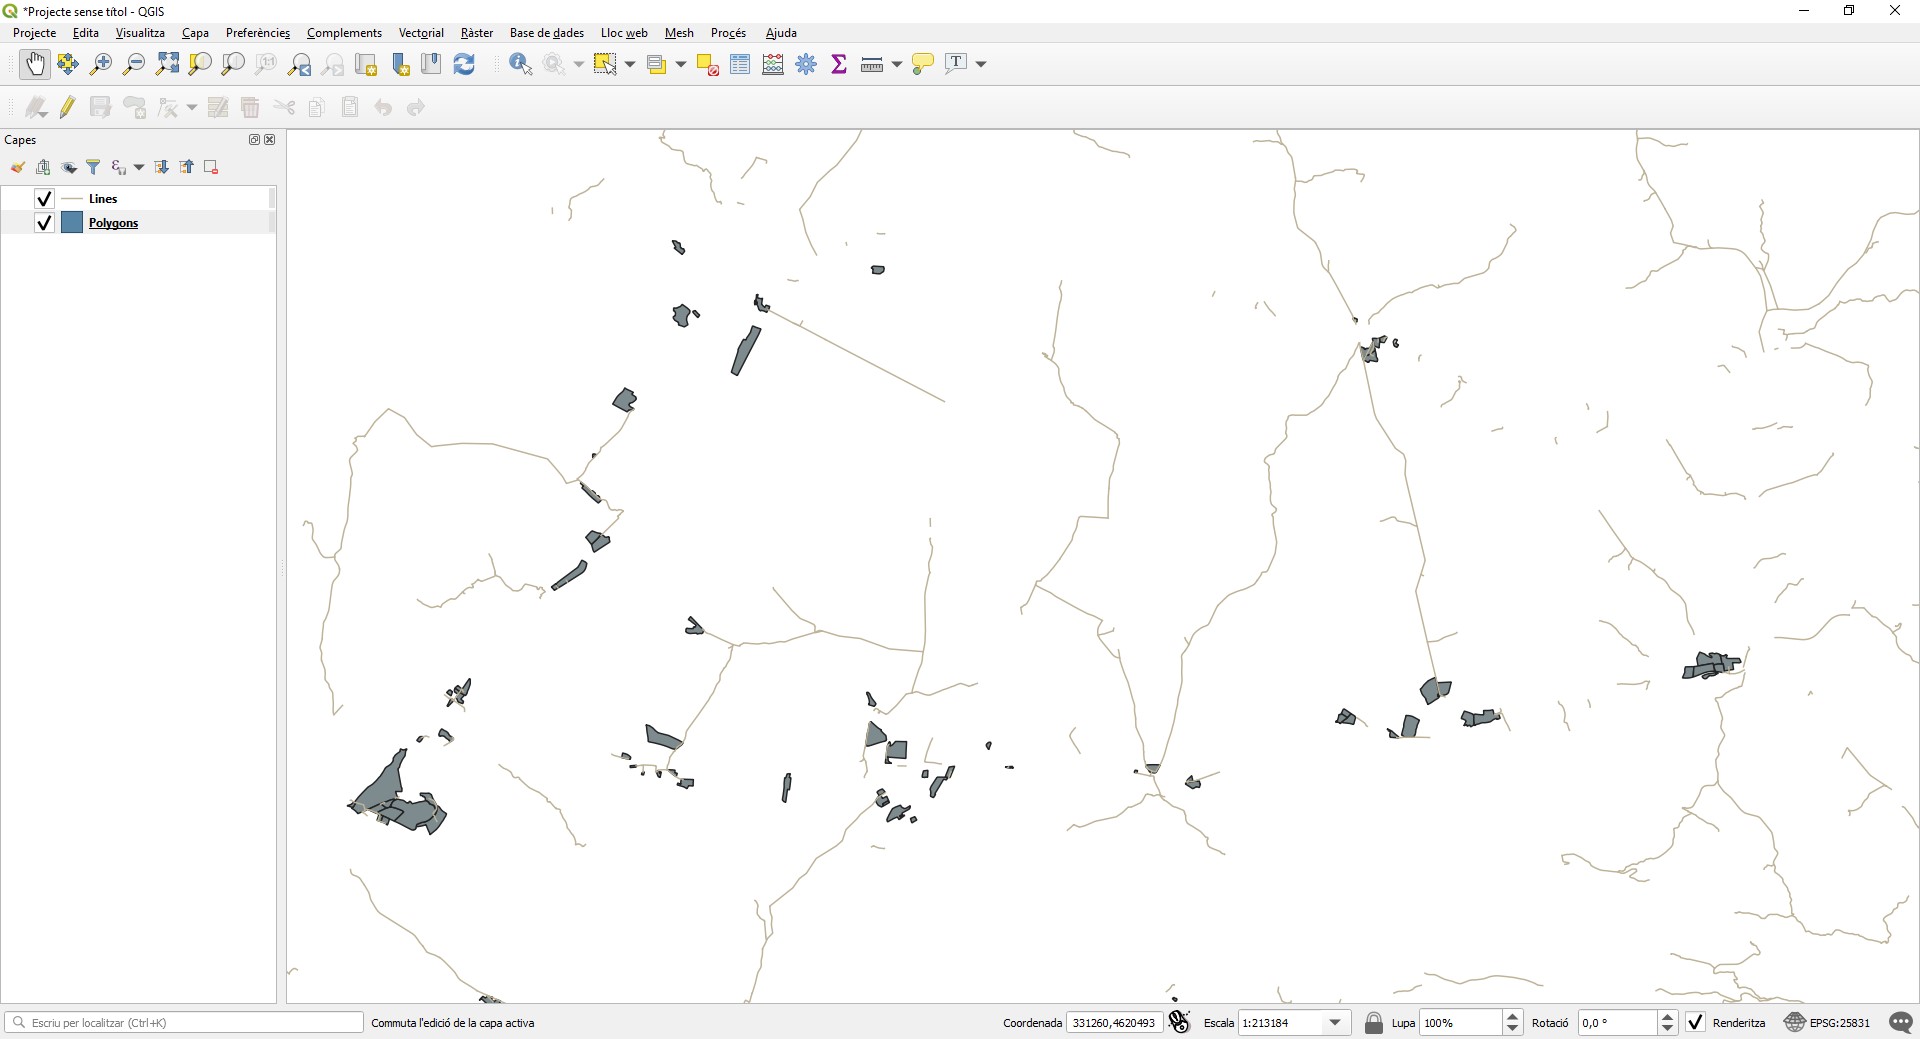 *Projecte sense títol - QGIS
Projecte Edita Visualitza Capa Preferències Complements Vectorial Ràster Base de dades Lloc web Mesh Procés Ajuda
Capes
Lines
Polygons
Escriu per localitzar (Ctrl+K) Commuta l'edició de la capa activa Coordenada 331260,4620493 Escala 1:213184 Lupa 100% Rotació 0,0 ° Renderitza EPSG:25831